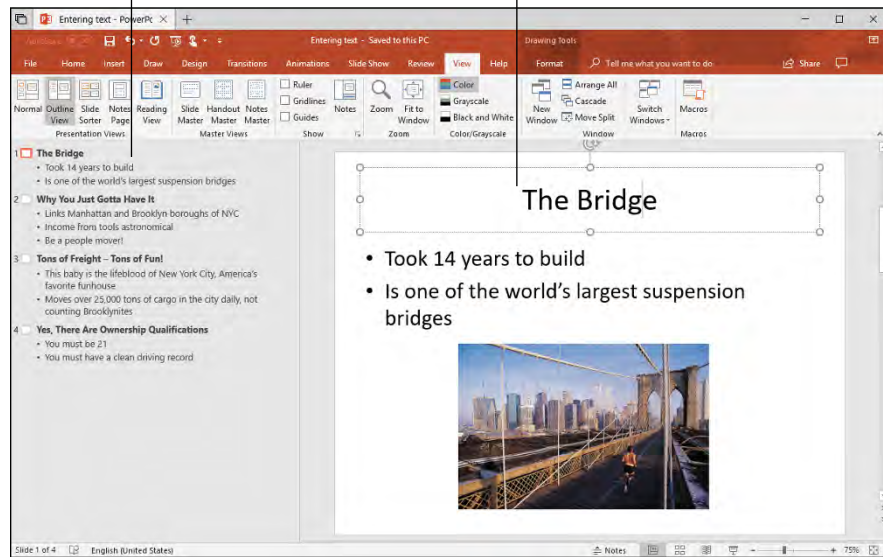 Entering text - PowerPc × +
Entering text - Saved to this PC
Drawing Tools
File Home Insert Draw Design Transitions Animations Slide Show Review View Help Format Tell me what you want to do Share
Normal Outline View Slide Sorter Notes Page Reading View
Presentation Views
Slide Master Handout Master Notes Master
Master Views
Ruler
Gridlines
Guides
Show
Notes
Zoom Fit to Window
Zoom
Color
Grayscale
Black and White
Color/Grayscale
New Window
Arrange All
Cascade
Move Split
Switch Windows
Window
Macros
Macros
1 The Bridge
• Took 14 years to build
• Is one of the world's largest suspension bridges
2 Why You Just Gotta Have It
• Links Manhattan and Brooklyn boroughs of NYC
• Income from tools astronomical
• Be a people mover!
3 Tons of Freight – Tons of Fun!
• This baby is the lifeblood of New York City, America's
favorite funhouse
• Moves over 25,000 tons of cargo in the city daily, not
counting Brooklynites
4 Yes, There Are Ownership Qualifications
• You must be 21
• You must have a clean driving record
The Bridge
• Took 14 years to build
• Is one of the world's largest suspension
bridges
Slide 1 of 4 English (United States) Notes - + 75%